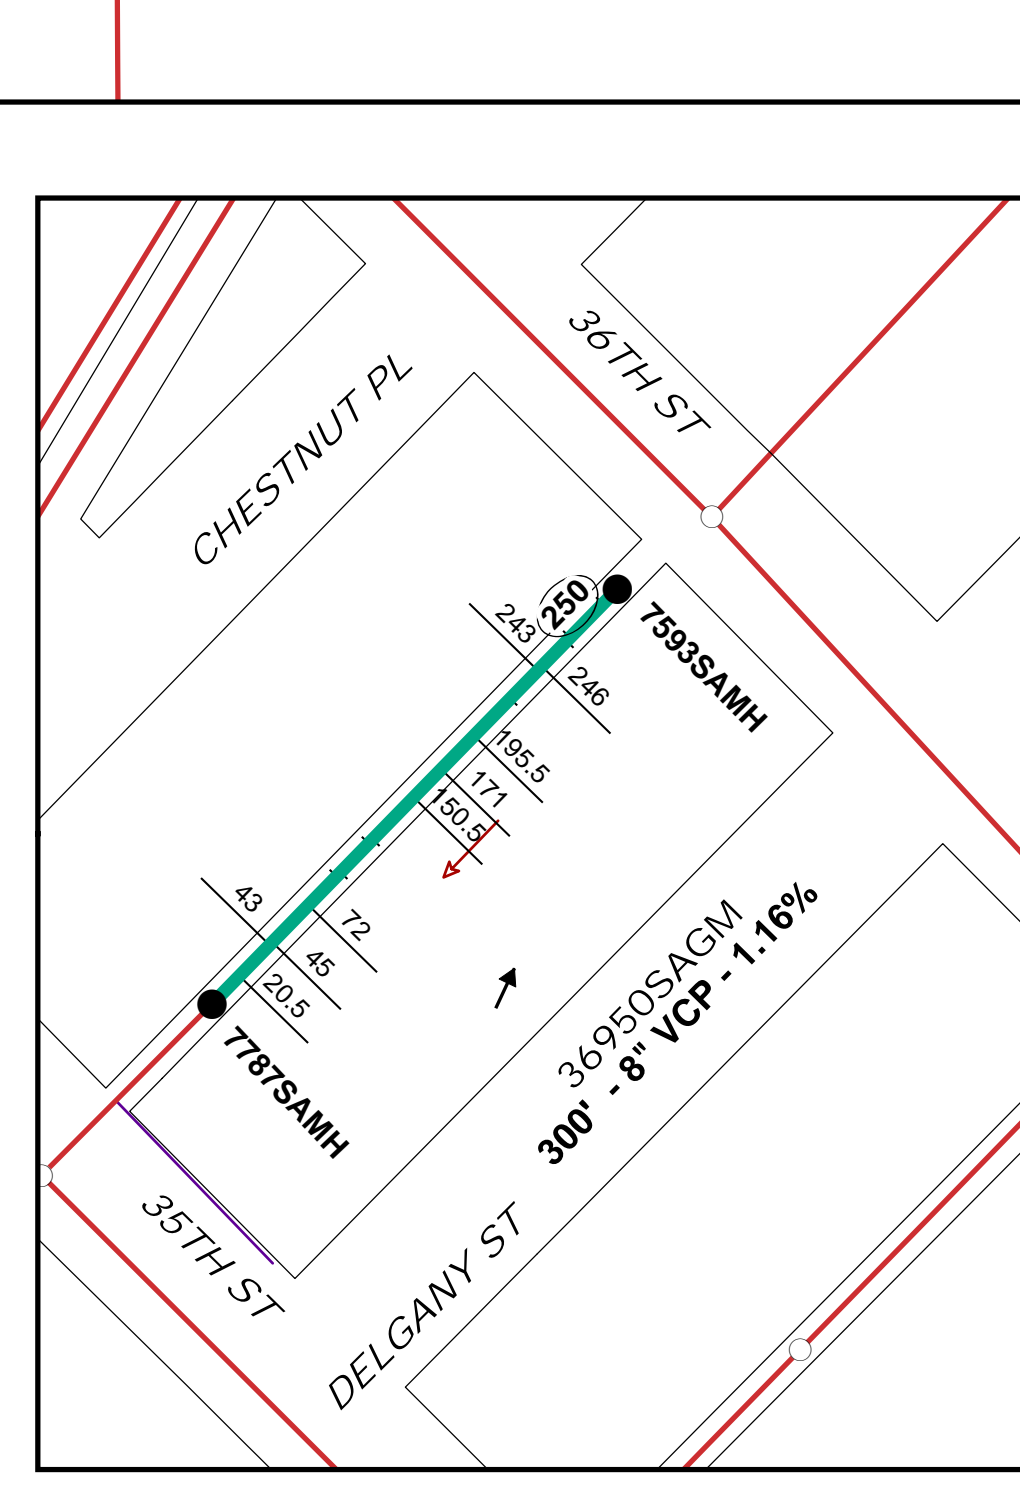 36TH ST
CHESTNUT PL
250
243
7593SAMH
246
195.5
171
150.5
43
72
45
20.5
36950SAGM
300' - 8" VCP - 1.16%
7787SAMH
35TH ST
DELGANY ST